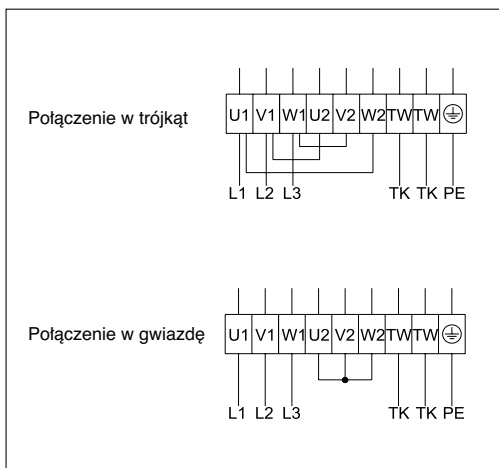 Połączenie w trójkąt
U1 V1 W1 U2 V2 W2 TW TW
L1 L2 L3 TK TK PE
Połączenie w gwiazdę
U1 V1 W1 U2 V2 W2 TW TW
L1 L2 L3 TK TK PE